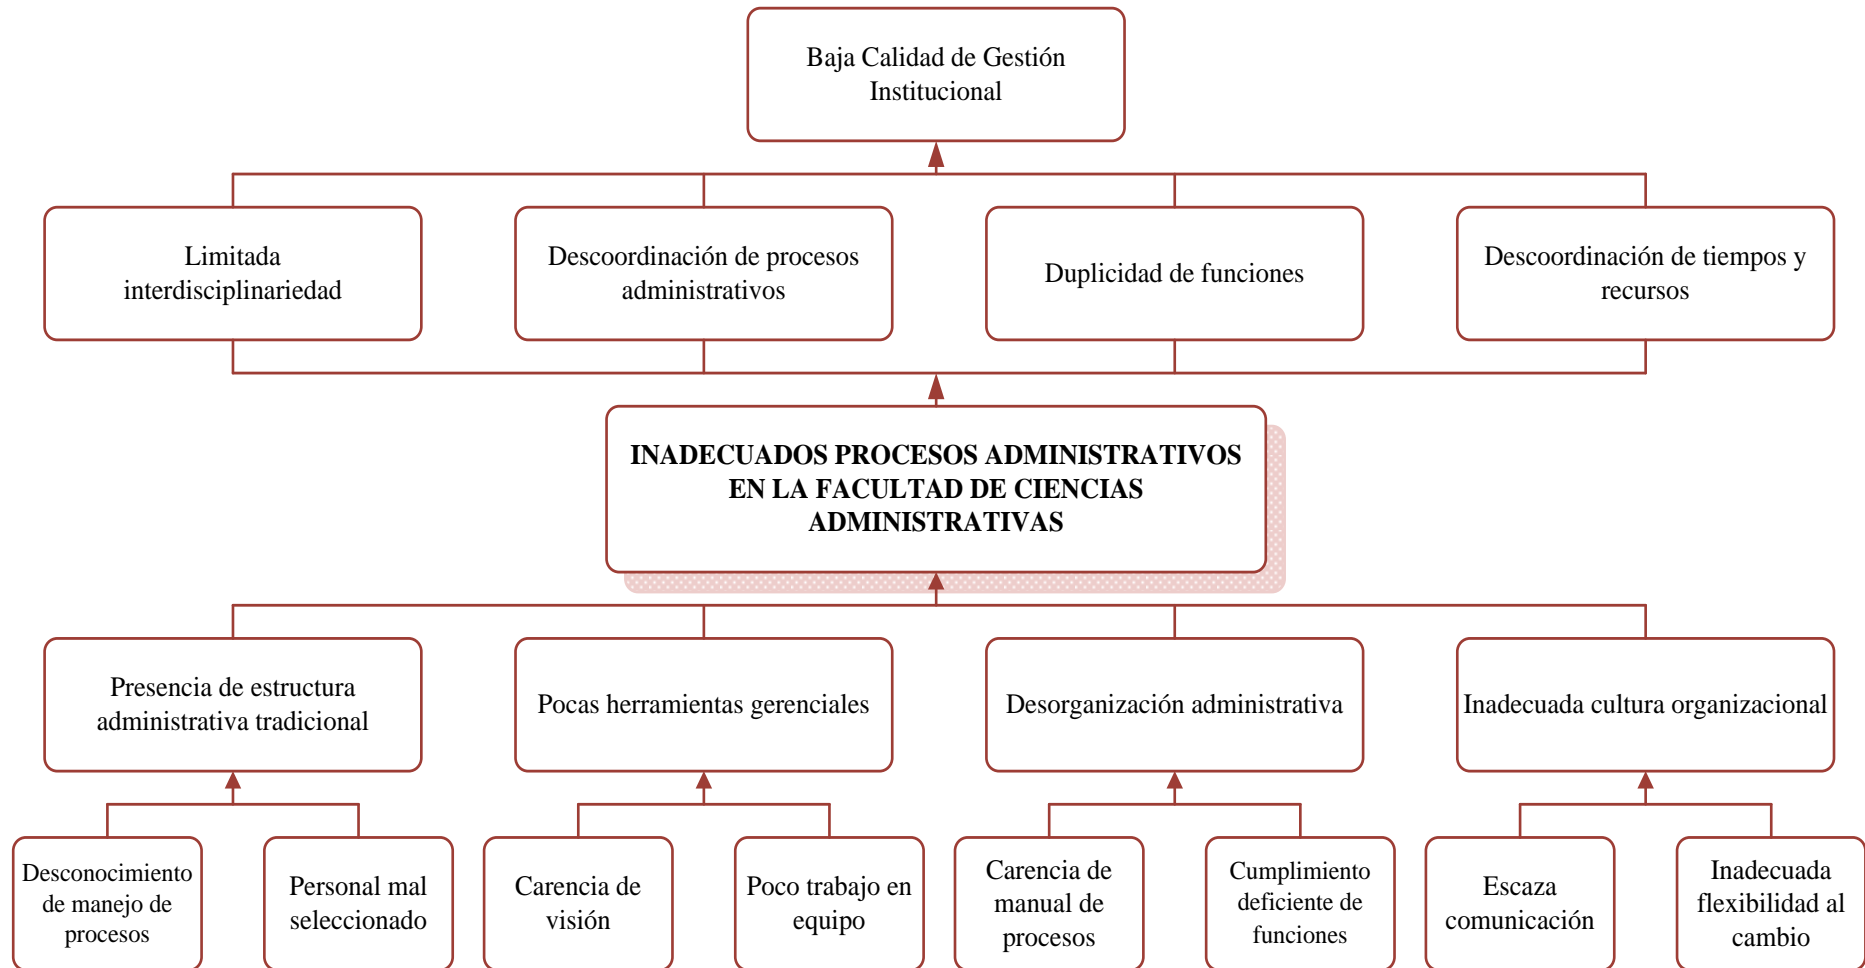 Baja Calidad de Gestión
Institucional
Limitada
interdisciplinariedad
Descoordinación de procesos
administrativos
Duplicidad de funciones
Descoordinación de tiempos y
recursos
INADECUADOS PROCESOS ADMINISTRATIVOS
EN LA FACULTAD DE CIENCIAS
ADMINISTRATIVAS
Presencia de estructura
administrativa tradicional
Pocas herramientas gerenciales
Desorganización administrativa
Inadecuada cultura organizacional
Desconocimiento
de manejo de
procesos
Personal mal
seleccionado
Carencia de
visión
Poco trabajo en
equipo
Carencia de
manual de
procesos
Cumplimiento
deficiente de
funciones
Escaza
comunicación
Inadecuada
flexibilidad al
cambio